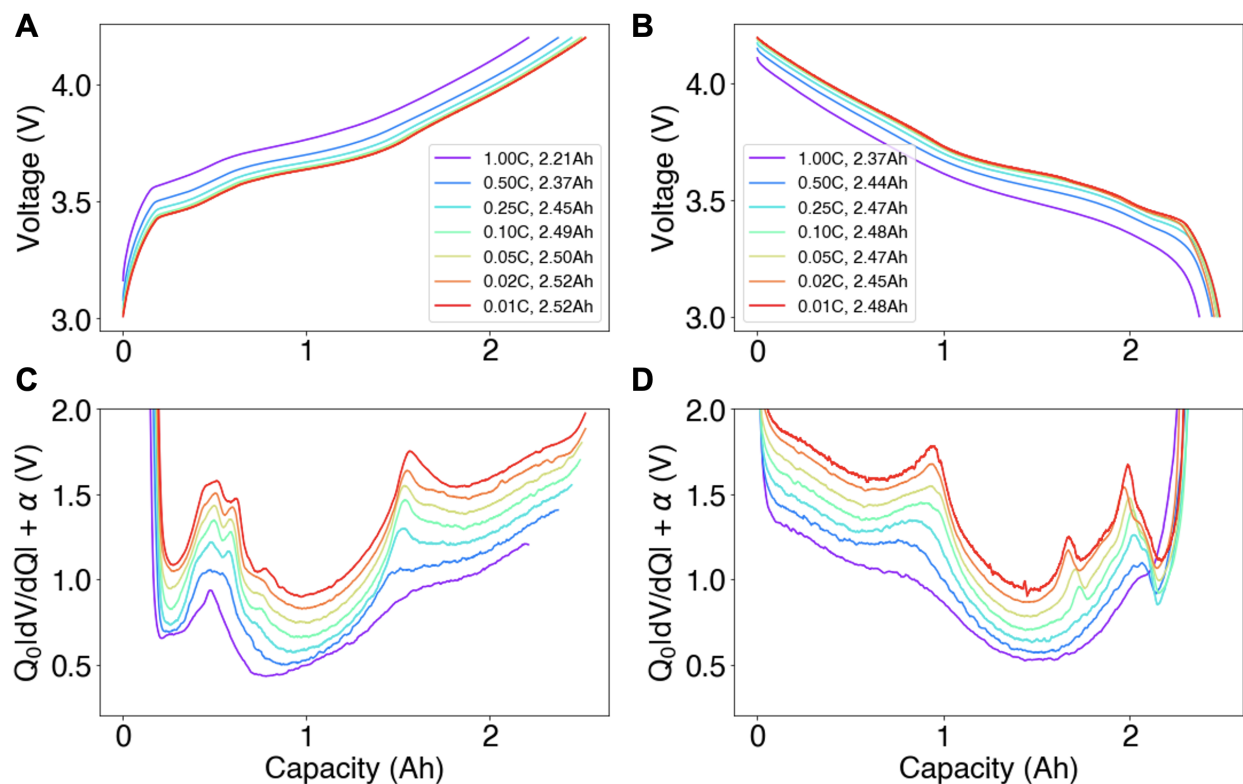 A
B
Voltage (V)
4.0
3.5
3.0
0
1
2
1.00C, 2.21Ah
0.50C, 2.37Ah
0.25C, 2.45Ah
0.10C, 2.49Ah
0.05C, 2.50Ah
0.02C, 2.52Ah
0.01C, 2.52Ah
Voltage (V)
4.0
3.5
3.0
0
1
2
1.00C, 2.37Ah
0.50C, 2.44Ah
0.25C, 2.47Ah
0.10C, 2.48Ah
0.05C, 2.47Ah
0.02C, 2.45Ah
0.01C, 2.48Ah
C
D
Q₀|dV/dQ| + α (V)
2.0
1.5
1.0
0.5
0
1
2
Capacity (Ah)
Q₀|dV/dQ| + α (V)
2.0
1.5
1.0
0.5
0
1
2
Capacity (Ah)